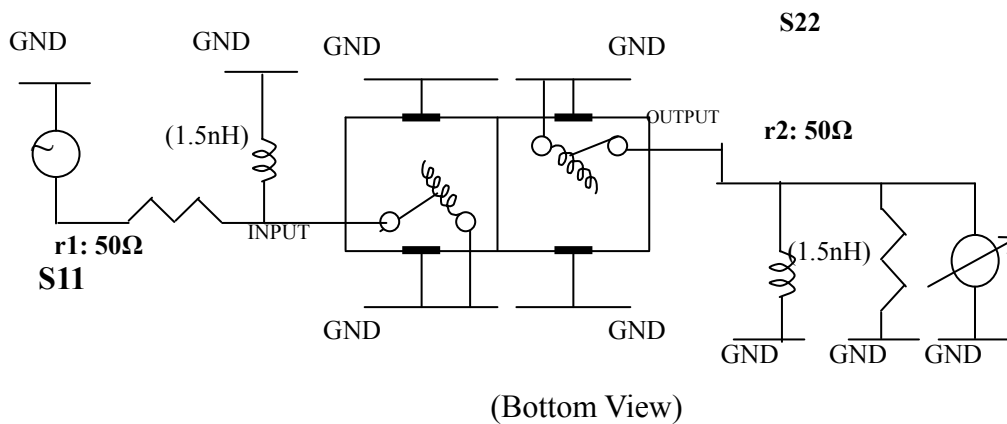 S22
GND
GND
GND
GND
(1.5nH)
OUTPUT
r2: 50Ω
INPUT
r1: 50Ω
S11
(1.5nH)
GND
GND
GND
GND
GND
(Bottom View)